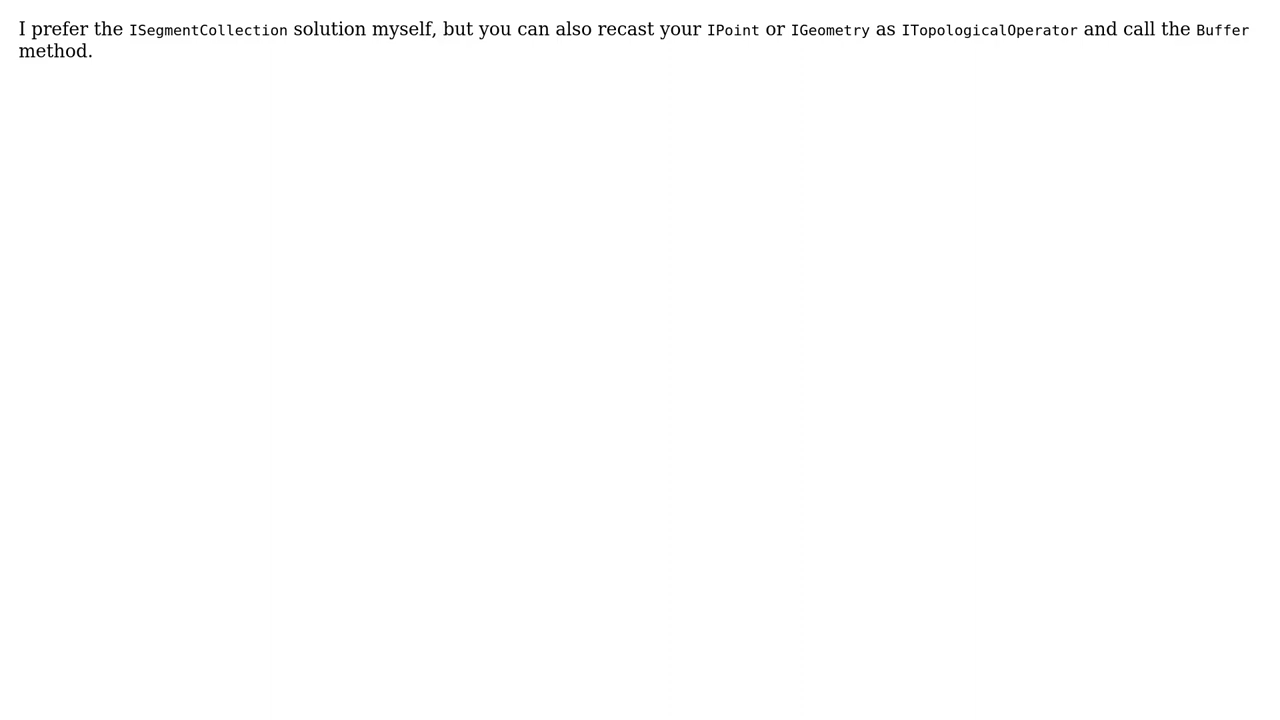 I prefer the ISegmentCollection solution myself, but you can also recast your IPoint or IGeometry as ITopologicalOperator and call the Buffer
method.